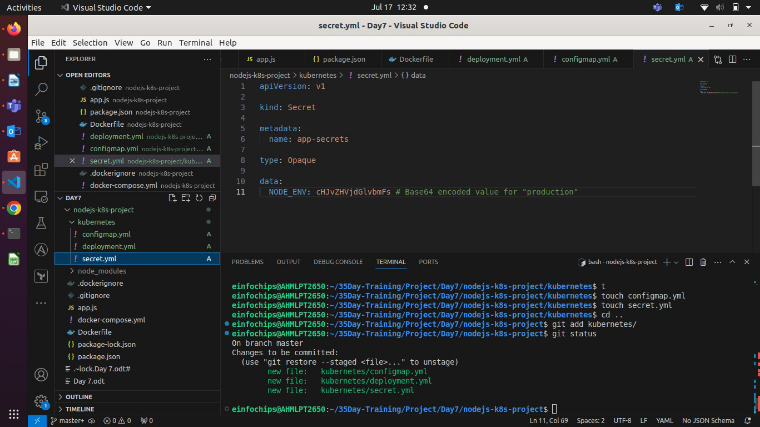 Activities
Visual Studio Code
Jul 17 12:32
secret.yml - Day7 - Visual Studio Code
File Edit Selection View Go Run Terminal Help
EXPLORER
OPEN EDITORS
.gitignore nodejs-k8s-project
app.js nodejs-k8s-project
package.json nodejs-k8s-project
Dockerfile nodejs-k8s-project
deployment.yml nodejs-k8s-proje... A
configmap.yml nodejs-k8s-proje... A
secret.yml nodejs-k8s-project/kub... A
.dockerignore nodejs-k8s-project
docker-compose.yml nodejs-k8s-project
DAY7
nodejs-k8s-project
kubernetes
configmap.yml A
deployment.yml A
secret.yml A
node_modules
.dockerignore
.gitignore
app.js
docker-compose.yml
Dockerfile
package-lock.json
package.json
.~lock.Day 7.odt#
Day 7.odt
OUTLINE
TIMELINE
app.js
package.json
Dockerfile
deployment.yml A
configmap.yml A
secret.yml A
nodejs-k8s-project > kubernetes > ! secret.yml > {} data
1 apiVersion: v1
2
3 kind: Secret
4
5 metadata:
6 name: app-secrets
7
8 type: Opaque
9
10 data:
11 NODE_ENV: cHJvZHVjdGlvbmFs # Base64 encoded value for "production"
PROBLEMS OUTPUT DEBUG CONSOLE TERMINAL PORTS
bash - nodejs-k8s-project
einfochips@AHMLPT2650:~/35Day-Training/Project/Day7/nodejs-k8s-project/kubernetes$ t
einfochips@AHMLPT2650:~/35Day-Training/Project/Day7/nodejs-k8s-project/kubernetes$ touch configmap.yml
einfochips@AHMLPT2650:~/35Day-Training/Project/Day7/nodejs-k8s-project/kubernetes$ touch secret.yml
einfochips@AHMLPT2650:~/35Day-Training/Project/Day7/nodejs-k8s-project/kubernetes$ cd ..
einfochips@AHMLPT2650:~/35Day-Training/Project/Day7/nodejs-k8s-project$ git add kubernetes/
einfochips@AHMLPT2650:~/35Day-Training/Project/Day7/nodejs-k8s-project$ git status
On branch master
Changes to be committed:
(use "git restore --staged <file>..." to unstage)
new file: kubernetes/configmap.yml
new file: kubernetes/deployment.yml
new file: kubernetes/secret.yml
einfochips@AHMLPT2650:~/35Day-Training/Project/Day7/nodejs-k8s-project$
master+
0 0
0
Ln 11, Col 69 Spaces: 2 UTF-8 LF YAML No JSON Schema